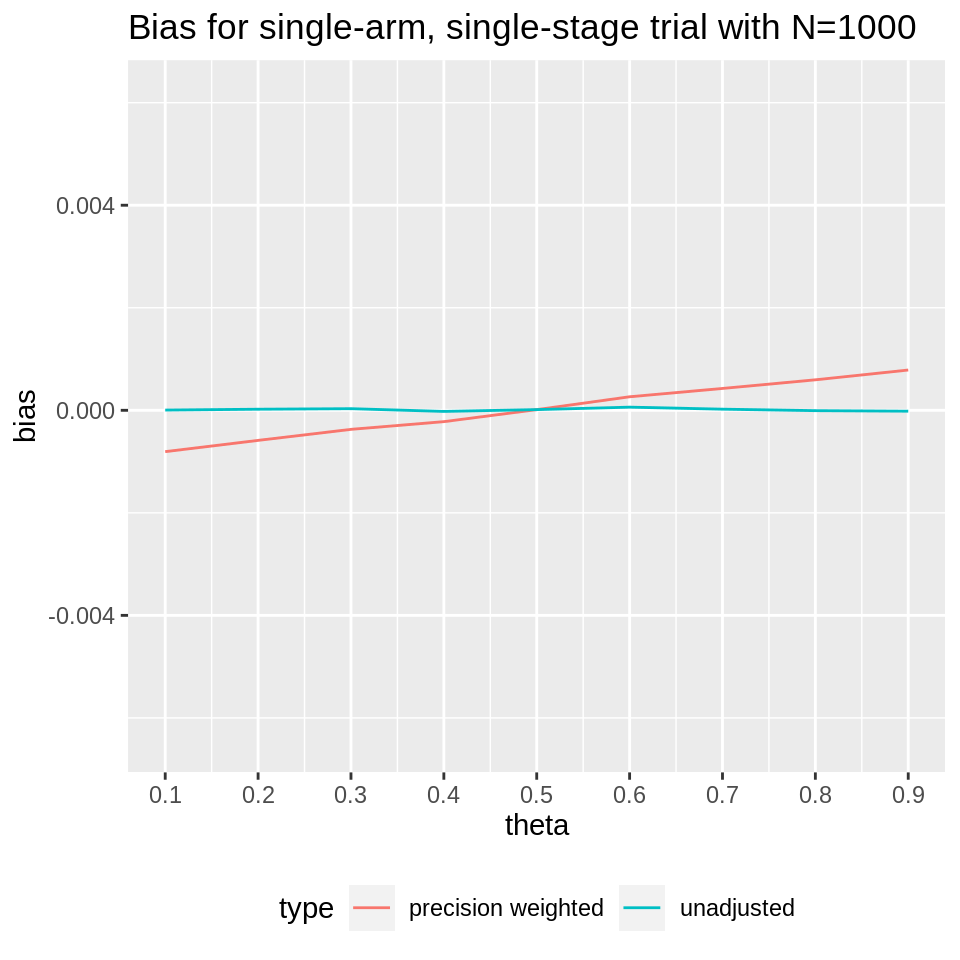 Bias for single-arm, single-stage trial with N=1000
bias
0.004
0.000
-0.004
0.1 0.2 0.3 0.4 0.5 0.6 0.7 0.8 0.9
theta
type precision weighted unadjusted